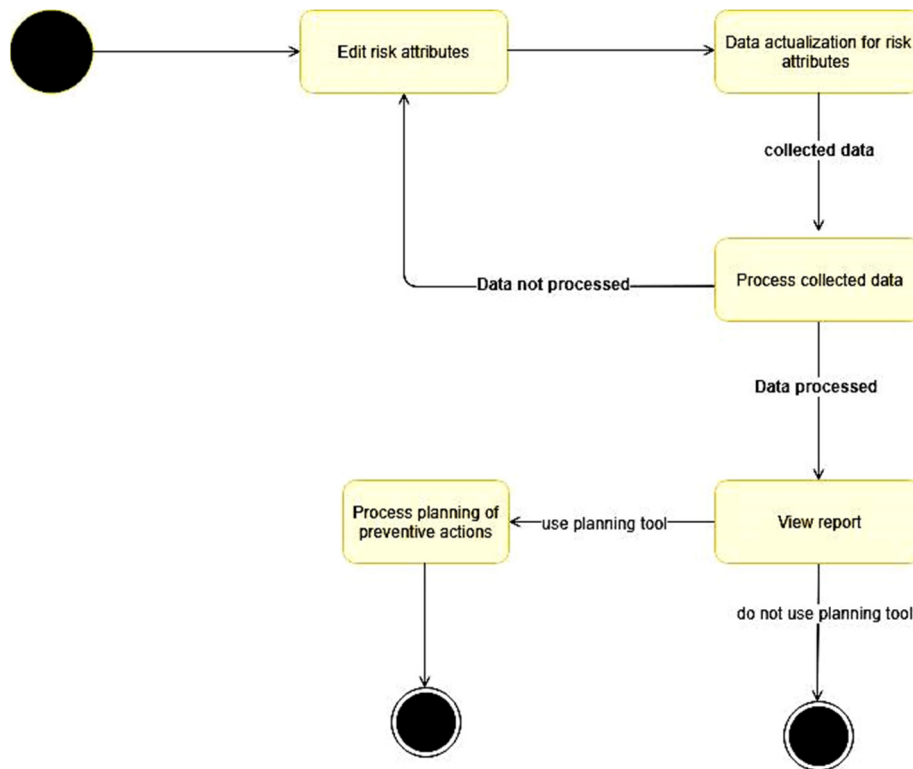 Edit risk attributes
Data actualization for risk
attributes
collected data
Data not processed
Process collected data
Data processed
Process planning of
preventive actions
use planning tool
View report
do not use planning tool